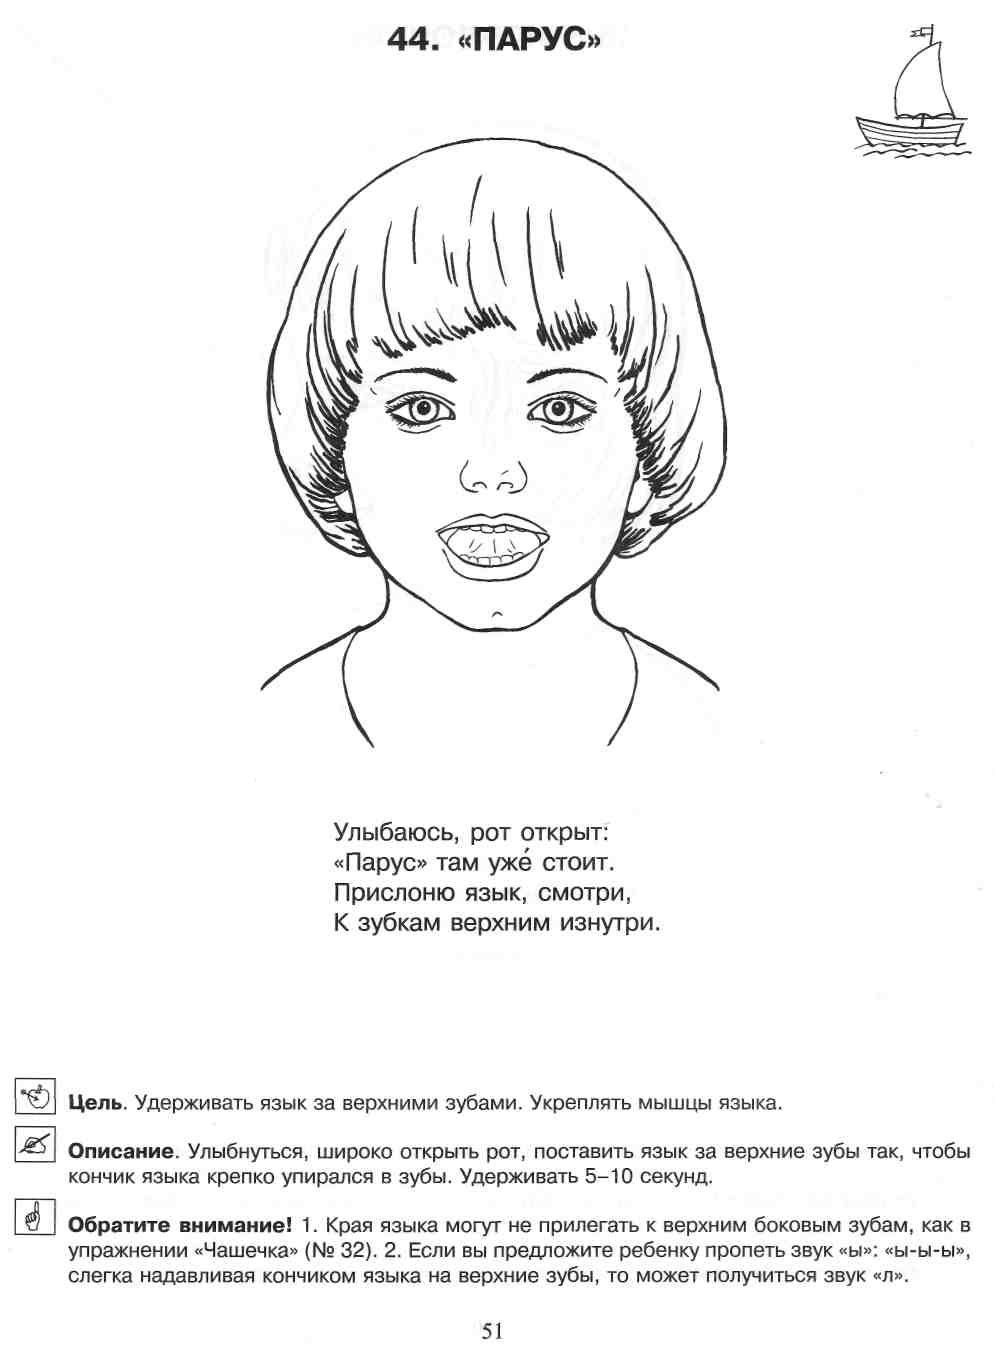 44. «ПАРУС»
Улыбаюсь, рот открыт:
«Парус» там уже́ стоит.
Прислоню язык, смотри,
К зубкам верхним изнутри.
Цель. Удерживать язык за верхними зубами. Укреплять мышцы языка.
Описание. Улыбнуться, широко открыть рот, поставить язык за верхние зубы так, чтобы
кончик языка крепко упирался в зубы. Удерживать 5–10 секунд.
Обратите внимание! 1. Края языка могут не прилегать к верхним боковым зубам, как в
упражнении «Чашечка» (№ 32). 2. Если вы предложите ребенку пропеть звук «ы»: «ы-ы-ы»,
слегка надавливая кончиком языка на верхние зубы, то может получиться звук «л».
51